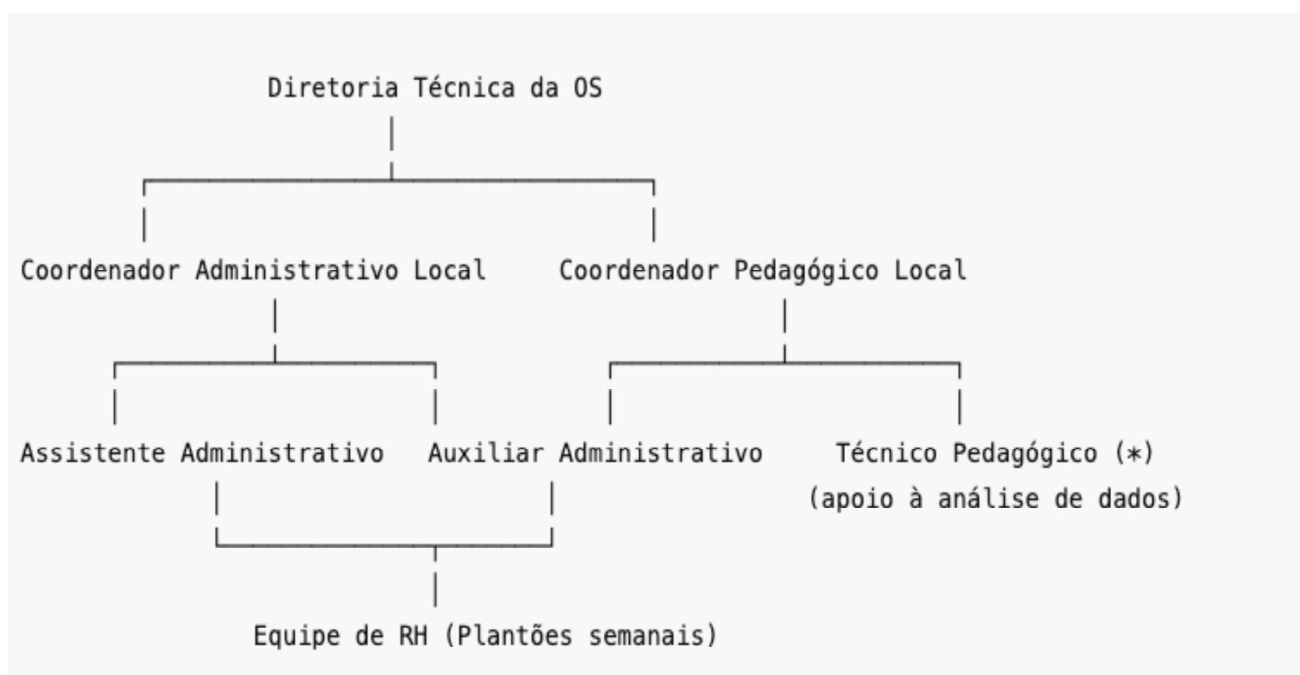 Diretoria Técnica da OS
Coordenador Administrativo Local    Coordenador Pedagógico Local
Assistente Administrativo    Auxiliar Administrativo    Técnico Pedagógico (*)
(apoio à análise de dados)
Equipe de RH (Plantões semanais)